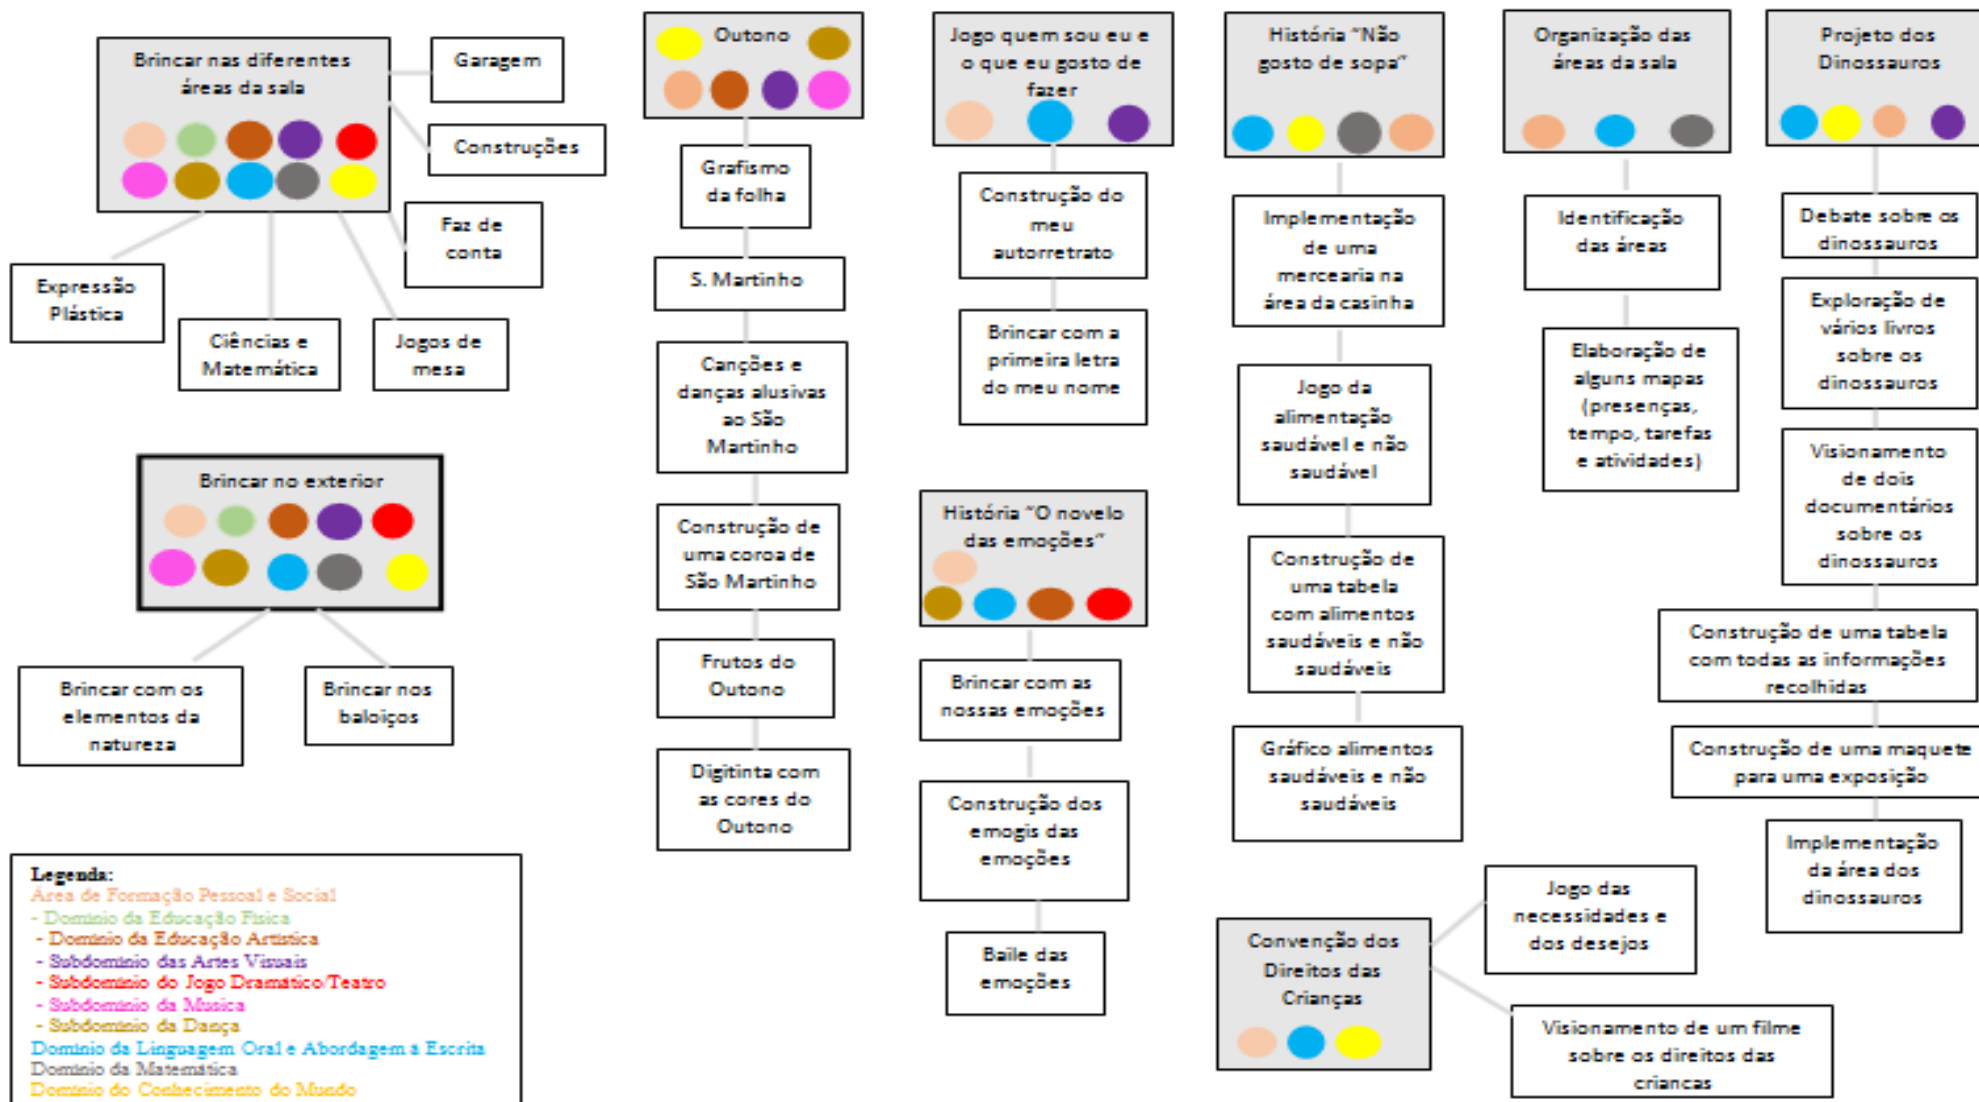 Brincar nas diferentes
áreas da sala
Garagem
Construções
Faz de
conta
Jogos de
mesa
Ciências e
Matemática
Expressão
Plástica
Brincar no exterior
Brincar com os
elementos da
natureza
Brincar nos
baloiços
Outono
Grafismo
da folha
S. Martinho
Canções e
danças alusivas
ao São
Martinho
Construção de
uma coroa de
São Martinho
Frutos do
Outono
Digitinta com
as cores do
Outono
Jogo quem sou eu e
o que eu gosto de
fazer
Construção do
meu
autorretrato
Brincar com a
primeira letra
do meu nome
História “O novelo
das emoções”
Brincar com as
nossas emoções
Construção dos
emogis das
emoções
Baile das
emoções
História “Não
gosto de sopa”
Implementação
de uma
mercearia na
área da casinha
Jogo da
alimentação
saudável e não
saudável
Construção de
uma tabela
com alimentos
saudáveis e não
saudáveis
Gráfico alimentos
saudáveis e não
saudáveis
Convenção dos
Direitos das
Crianças
Jogo das
necessidades e
dos desejos
Visionamento de um filme
sobre os direitos das
criancas
Organização das
áreas da sala
Identificação
das áreas
Elaboração de
alguns mapas
(presenças,
tempo, tarefas
e atividades)
Projeto dos
Dinossauros
Debate sobre os
dinossauros
Exploração de
vários livros
sobre os
dinossauros
Visionamento
de dois
documentários
sobre os
dinossauros
Construção de uma tabela
com todas as informações
recolhidas
Construção de uma maquete
para uma exposição
Implementação
da área dos
dinossauros
Legenda:
Área de Formação Pessoal e Social
- Domínio da Educação Física
- Domínio da Educação Artística
- Subdomínio das Artes Visuais
- Subdomínio do Jogo Dramático/Teatro
- Subdomínio da Musica
- Subdomínio da Dança
Domínio da Linguagem Oral e Abordagem à Escrita
Domínio da Matemática
Domínio do Conhecimento do Mundo